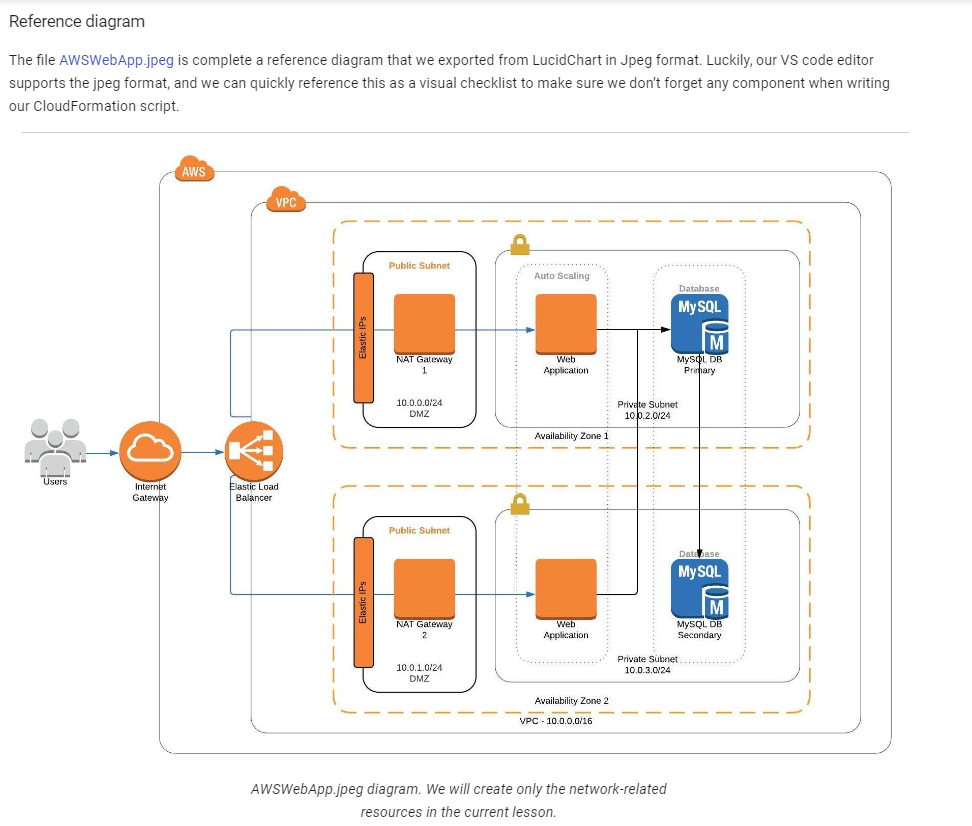 Reference diagram
The file AWSWebApp.jpeg is complete a reference diagram that we exported from LucidChart in Jpeg format. Luckily, our VS code editor
supports the jpeg format, and we can quickly reference this as a visual checklist to make sure we don’t forget any component when writing
our CloudFormation script.
AWS
VPC
Public Subnet
Elastic IPs
NAT Gateway
1
10.0.0.0/24
DMZ
Auto Scaling
Web
Application
Database
MySQL
M
MySQL DB
Primary
Private Subnet
10.0.2.0/24
Availability Zone 1
Users
Internet
Gateway
Elastic Load
Balancer
Public Subnet
Elastic IPs
NAT Gateway
2
10.0.1.0/24
DMZ
Web
Application
Database
MySQL
M
MySQL DB
Secondary
Private Subnet
10.0.3.0/24
Availability Zone 2
VPC - 10.0.0.0/16
AWSWebApp.jpeg diagram. We will create only the network-related
resources in the current lesson.